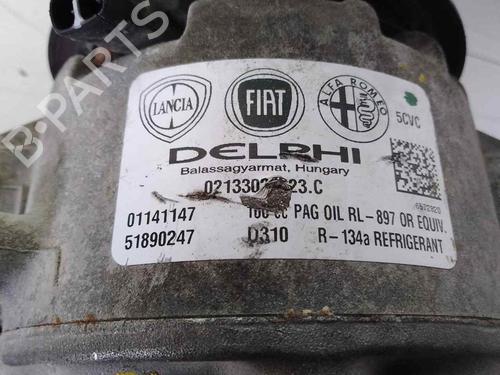 LANCIA
FIAT
ALFA ROMEO
5CVC
DELPHI
Balassagyarmat, Hungary
01141147 PAG OIL RL-897 OR EQUIV.
51890247 D310 R-134a REFRIGERANT
B-PARTS